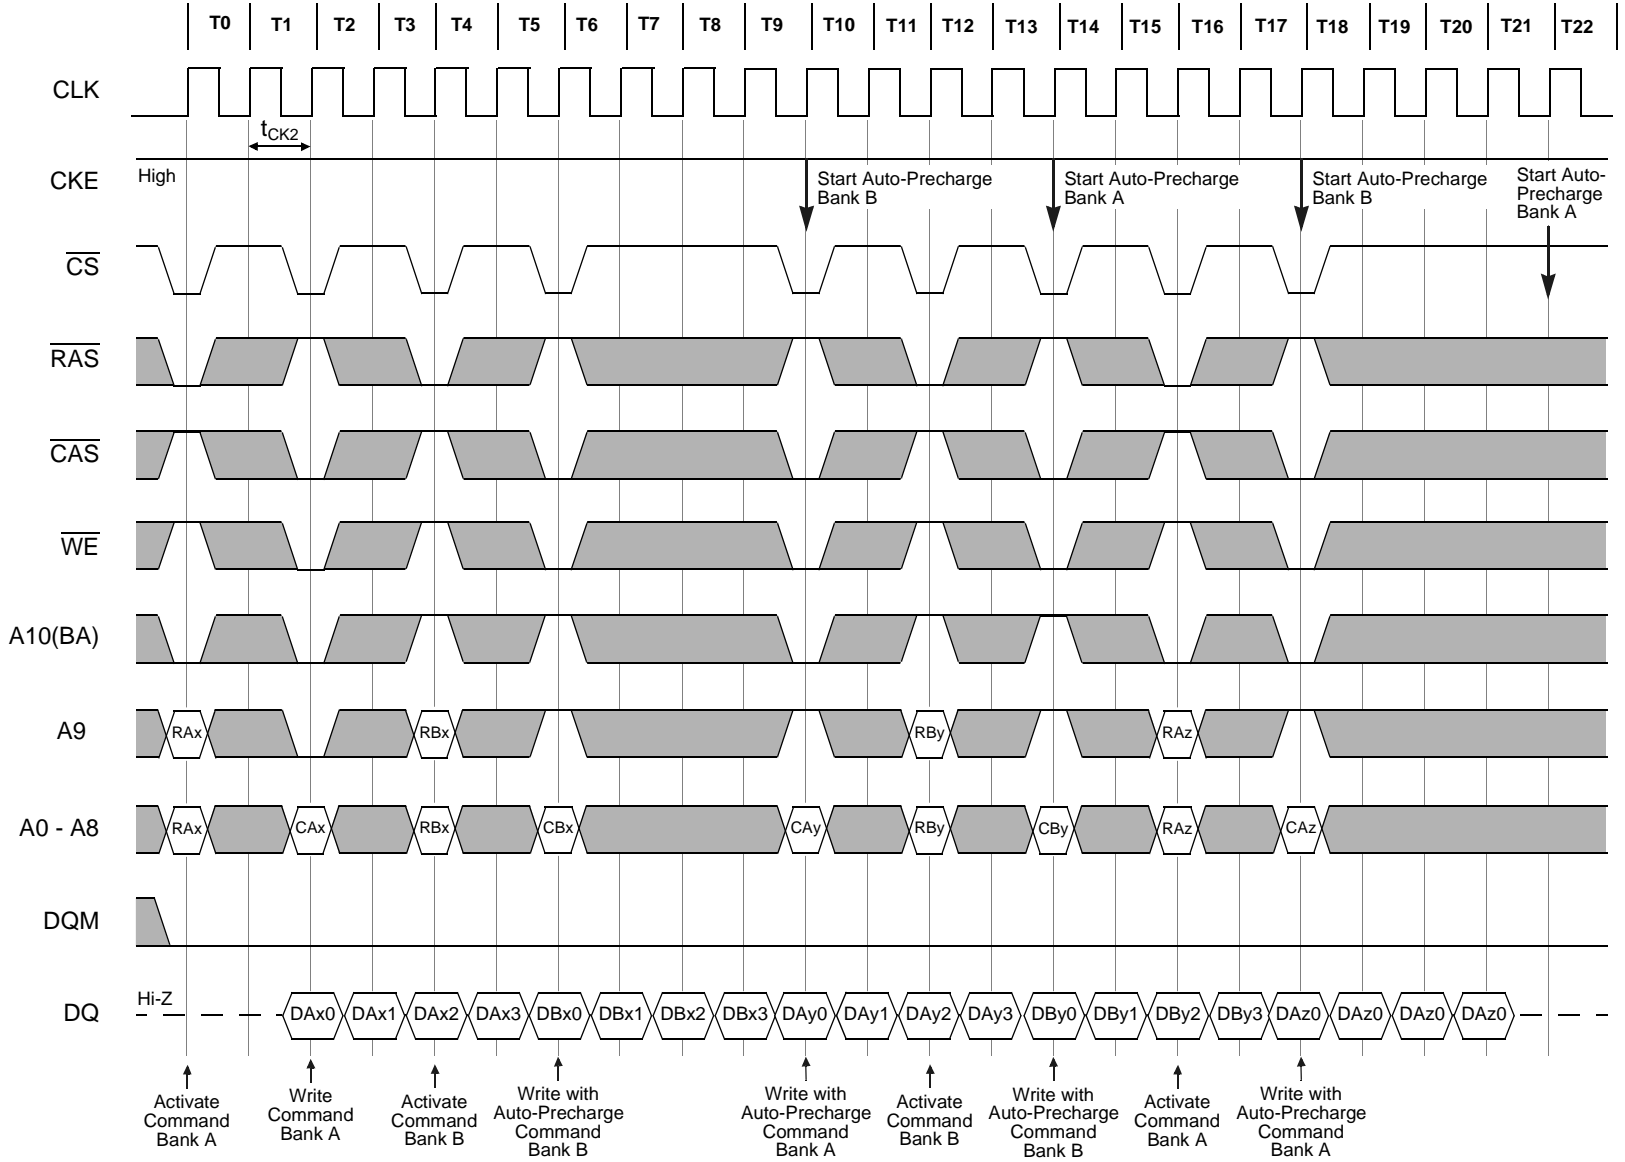 T0 T1 T2 T3 T4 T5 T6 T7 T8 T9 T10 T11 T12 T13 T14 T15 T16 T17 T18 T19 T20 T21 T22
CLK
tCK2
CKE
High
Start Auto-Precharge
Bank B
Start Auto-Precharge
Bank A
Start Auto-Precharge
Bank B
Start Auto-
Precharge
Bank A
CS
RAS
CAS
WE
A10(BA)
A9
RAx RBx RBy RAz
A0 - A8
RAx CAx RBx CBx CAy RBy CBy RAz CAz
DQM
DQ
Hi-Z
DAx0 DAx1 DAx2 DAx3 DBx0 DBx1 DBx2 DBx3 DAy0 DAy1 DAy2 DAy3 DBy0 DBy1 DBy2 DBy3 DAz0 DAz0 DAz0 DAz0
Activate
Command
Bank A
Write
Command
Bank A
Activate
Command
Bank B
Write with
Auto-Precharge
Command
Bank B
Write with
Auto-Precharge
Command
Bank A
Activate
Command
Bank B
Write with
Auto-Precharge
Command
Bank B
Activate
Command
Bank A
Write with
Auto-Precharge
Command
Bank A